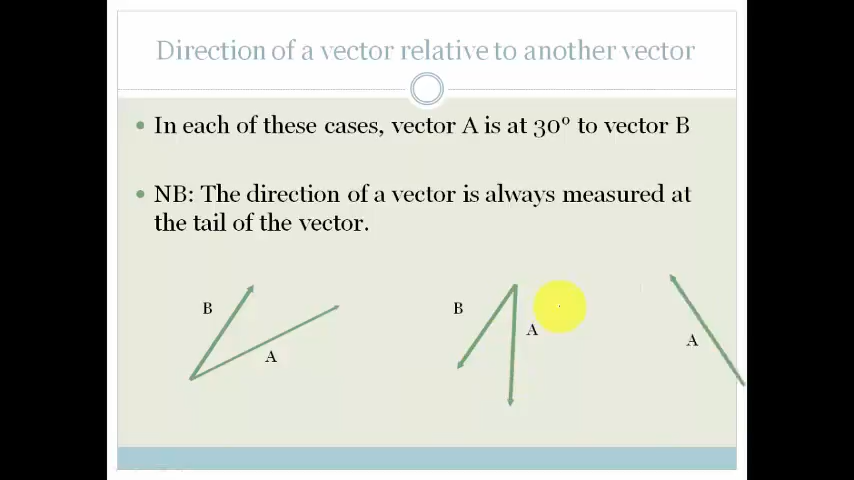 Direction of a vector relative to another vector
In each of these cases, vector A is at 30° to vector B
NB: The direction of a vector is always measured at
the tail of the vector.
B
A
B
A
A